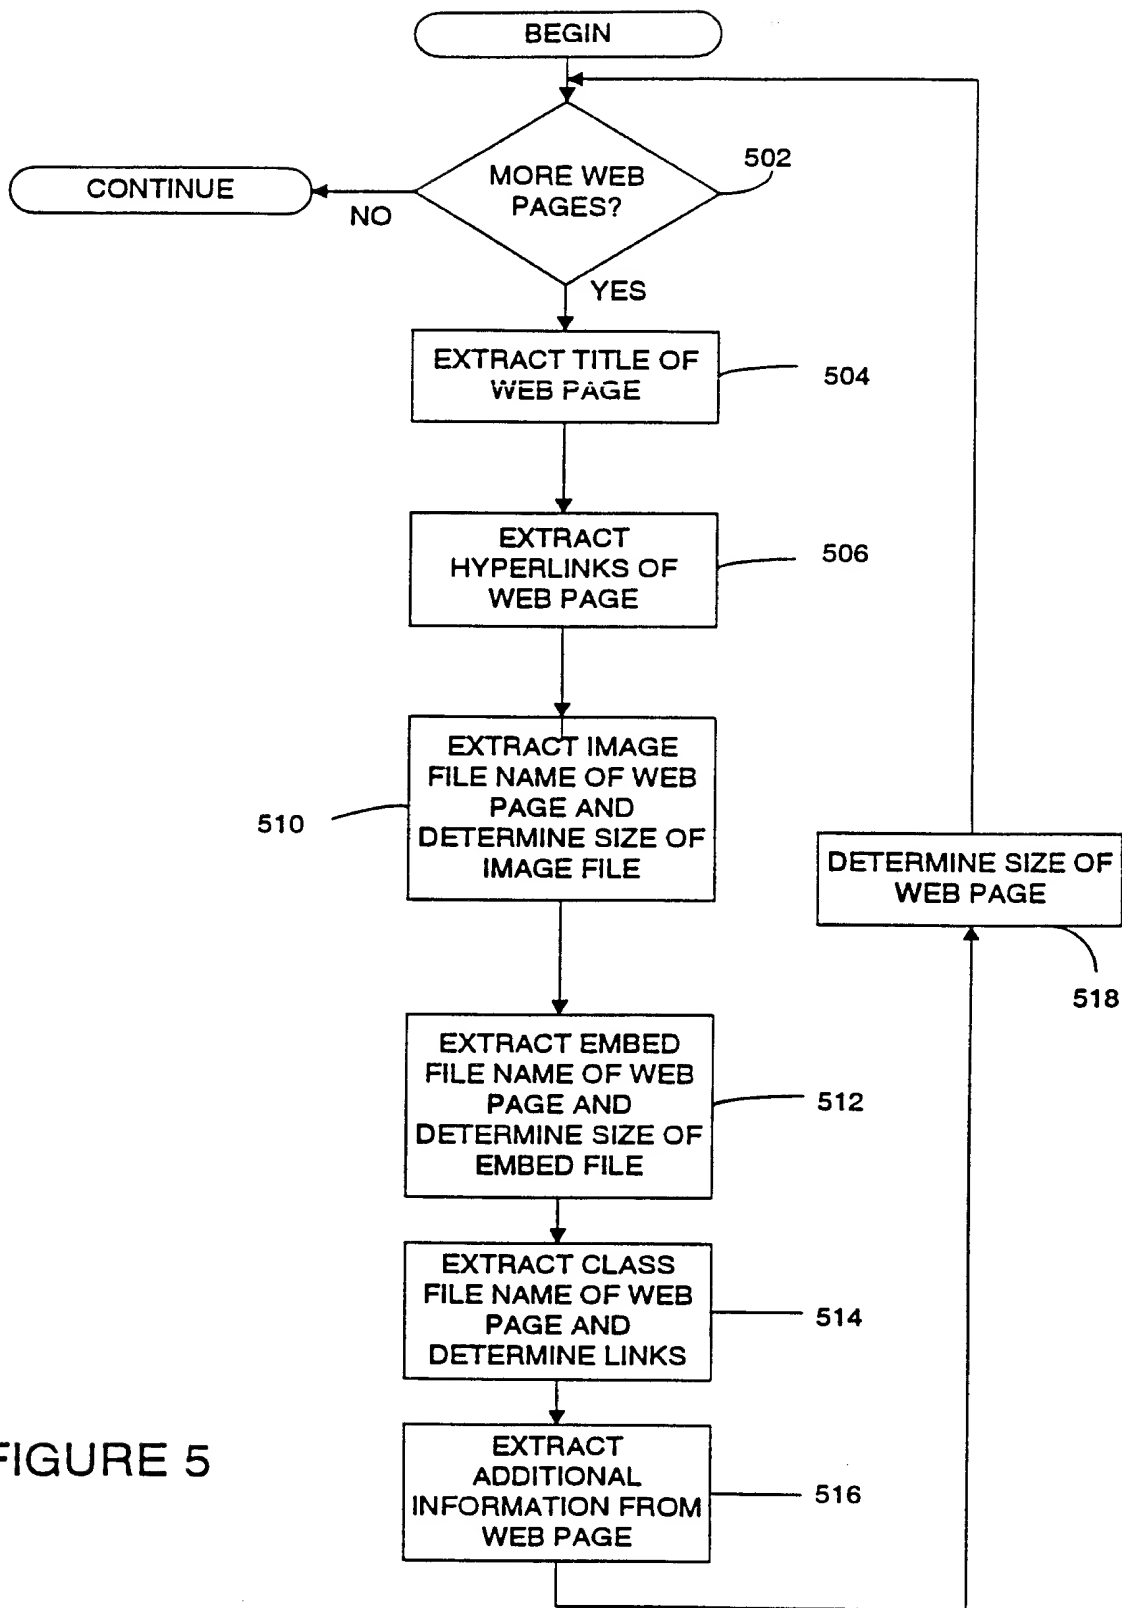 BEGIN
MORE WEB
PAGES?
502
CONTINUE
NO
YES
EXTRACT TITLE OF
WEB PAGE
504
EXTRACT
HYPERLINKS OF
WEB PAGE
506
EXTRACT IMAGE
FILE NAME OF WEB
PAGE AND
DETERMINE SIZE OF
IMAGE FILE
510
DETERMINE SIZE OF
WEB PAGE
518
EXTRACT EMBED
FILE NAME OF WEB
PAGE AND
DETERMINE SIZE OF
EMBED FILE
512
EXTRACT CLASS
FILE NAME OF WEB
PAGE AND
DETERMINE LINKS
514
EXTRACT
ADDITIONAL
INFORMATION FROM
WEB PAGE
516
FIGURE 5